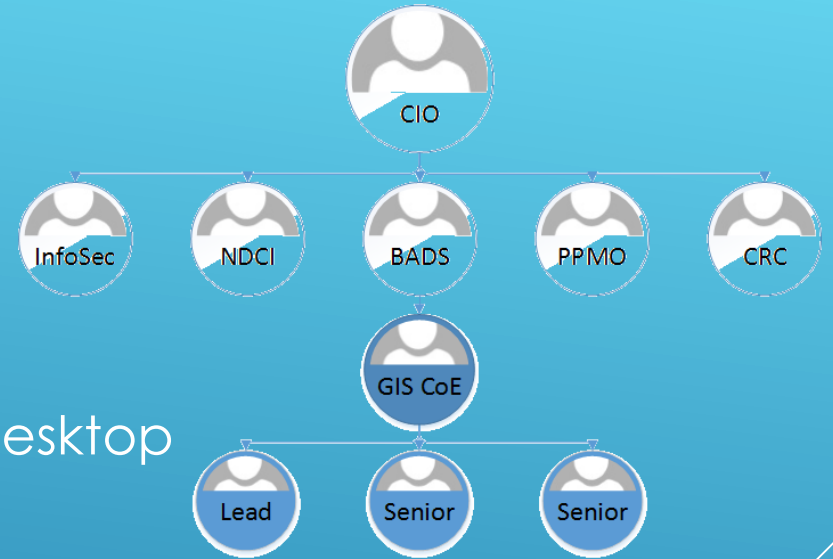 CIO
InfoSec
NDCI
BADS
PPMO
CRC
GIS CoE
esktop
Lead
Senior
Senior